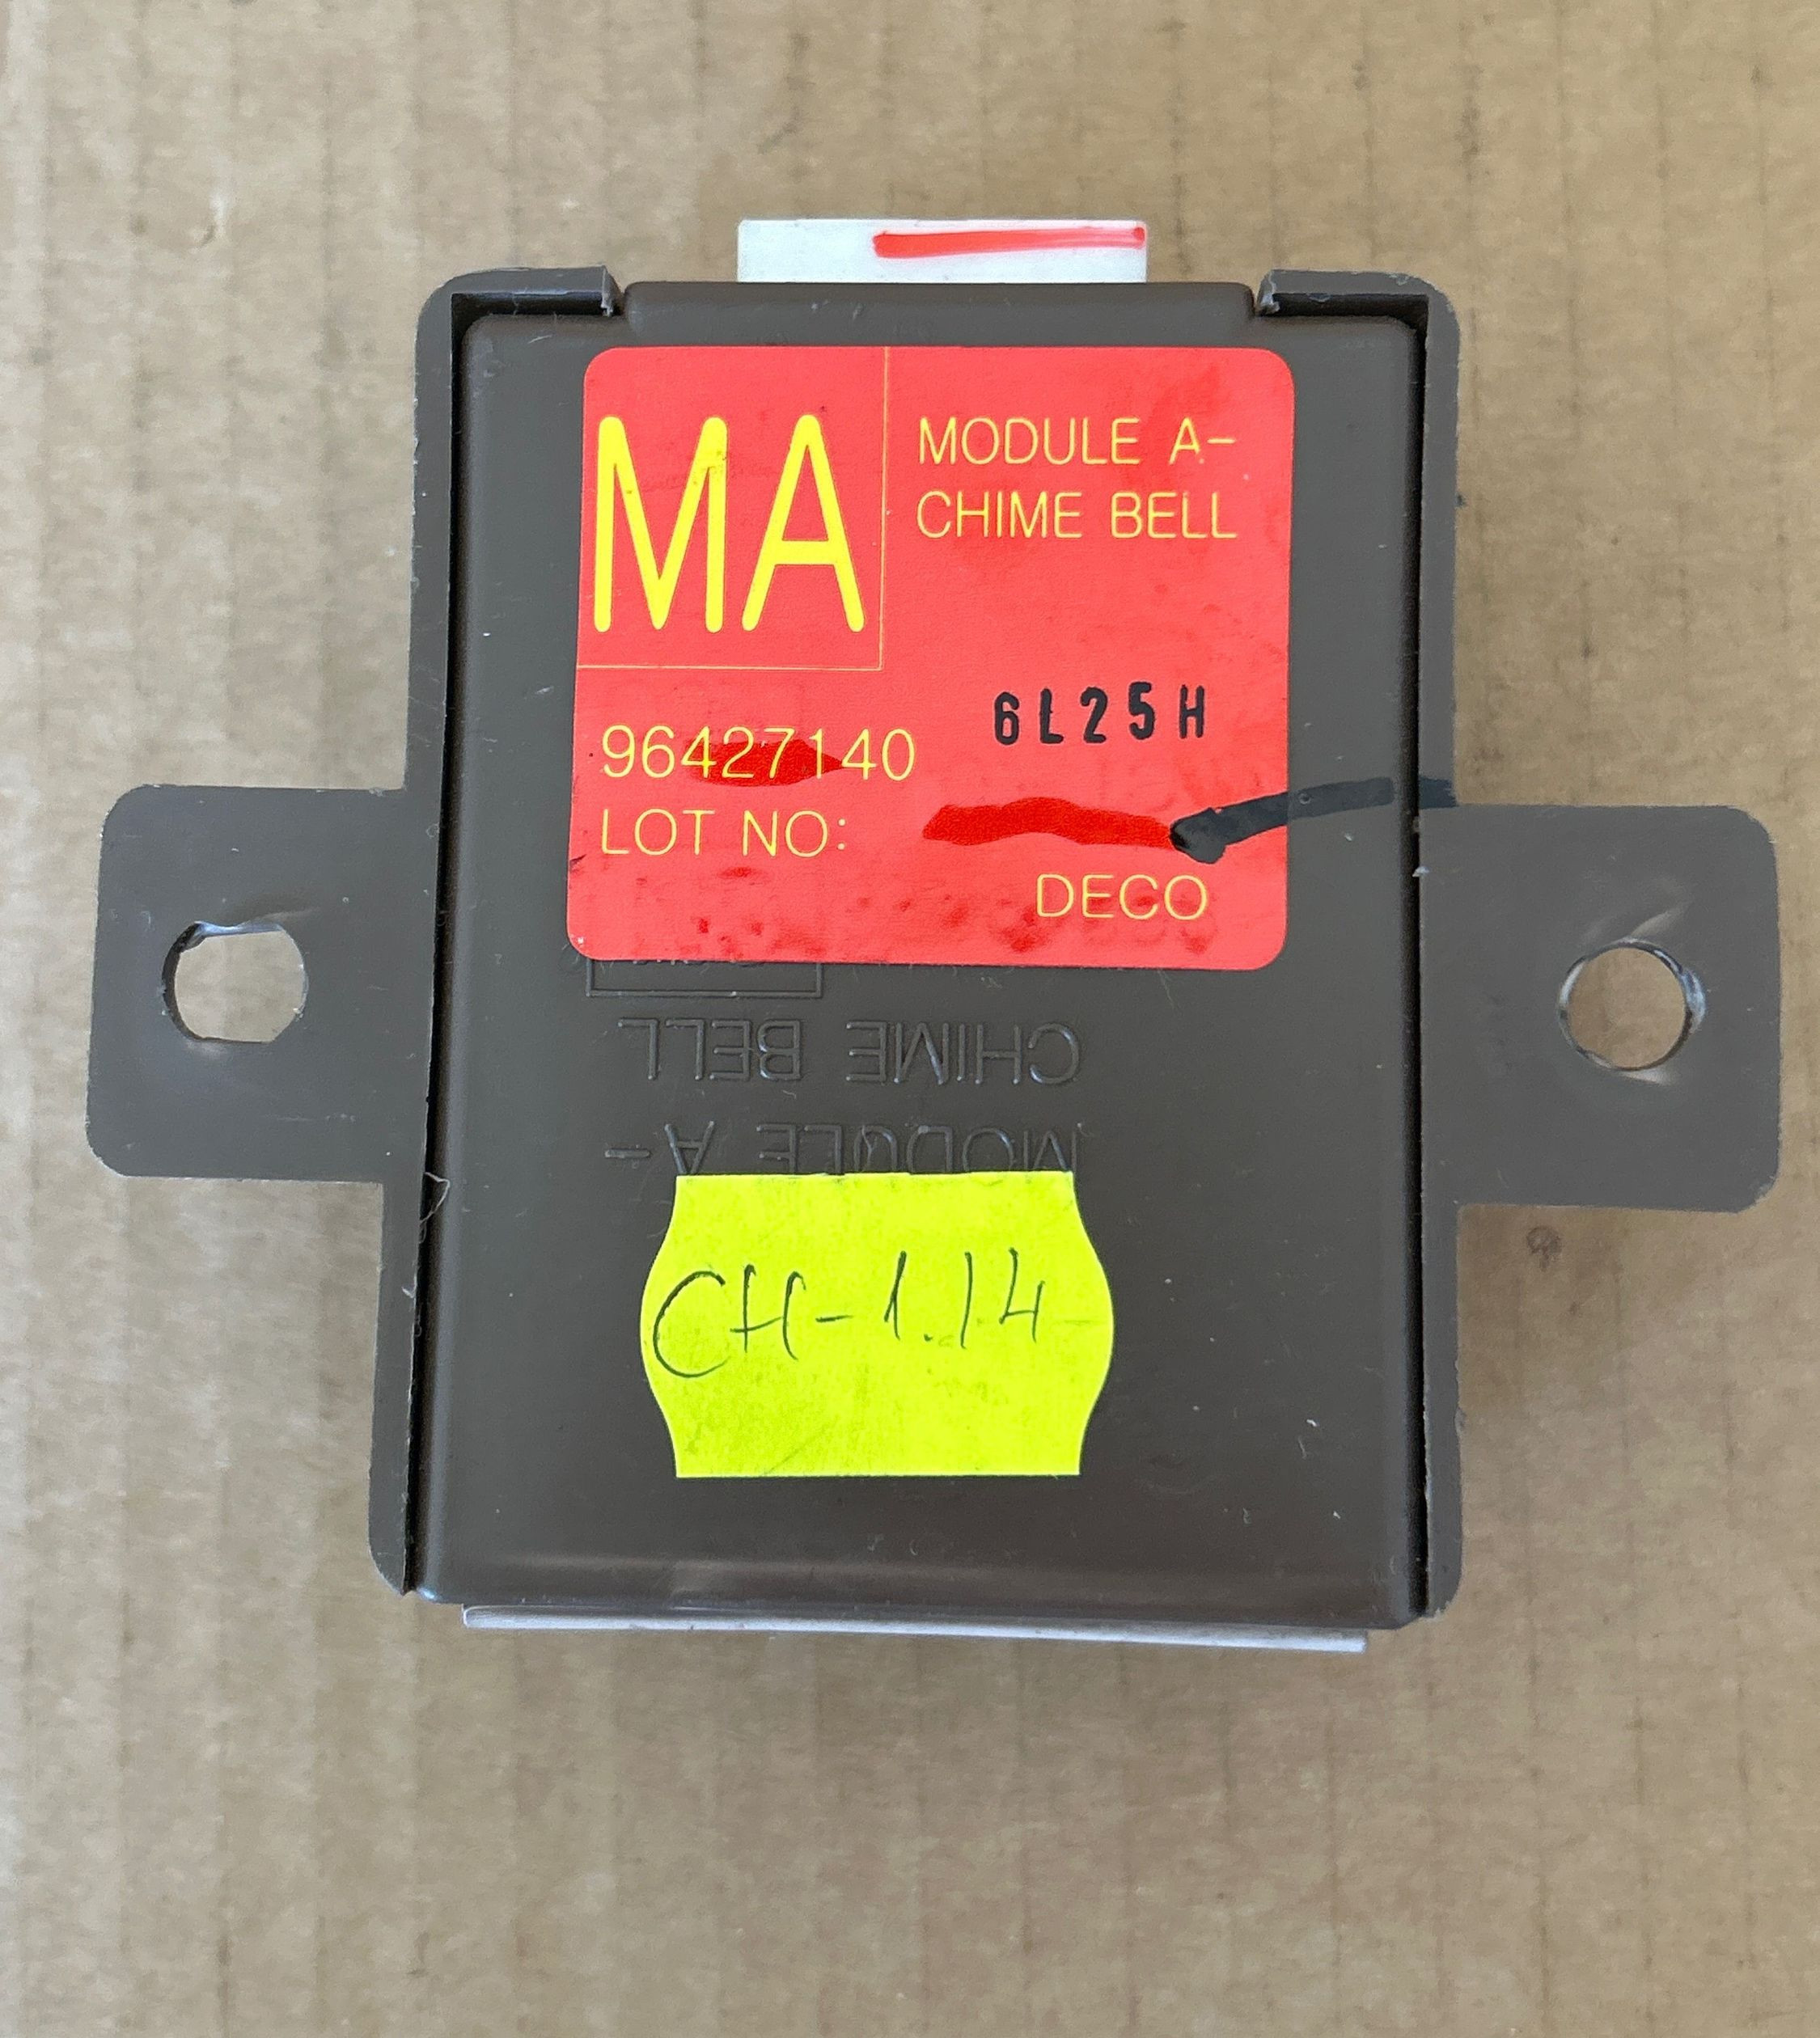 MA
MODULE A-
CHIME BELL
6L25H
96427140
LOT NO:
DECO
CHIME BELL
MODULE A-
CH-1.14